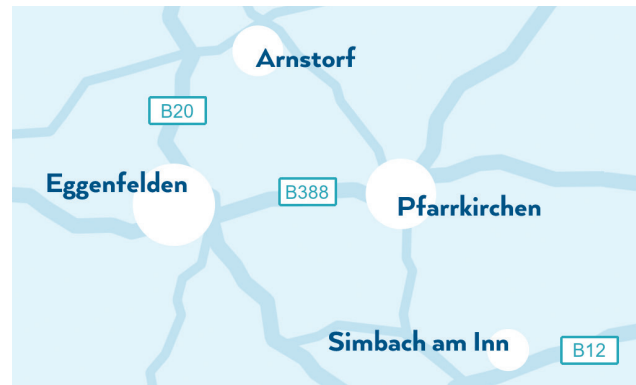 Arnstorf
B20
Eggenfelden
B388
Pfarrkirchen
Simbach am Inn
B12